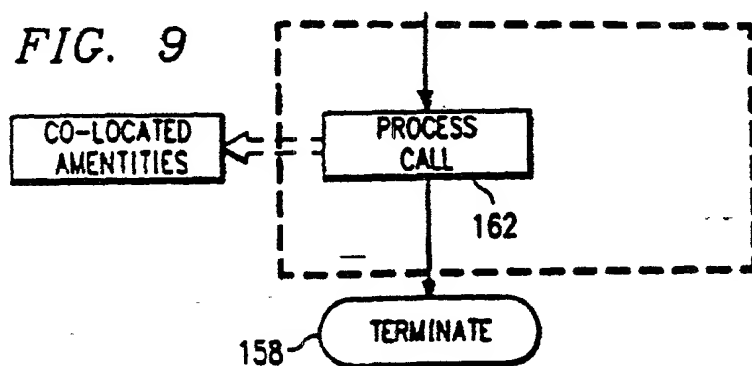 FIG. 9
CO-LOCATED
AMENTITIES
PROCESS
CALL
162
TERMINATE
158